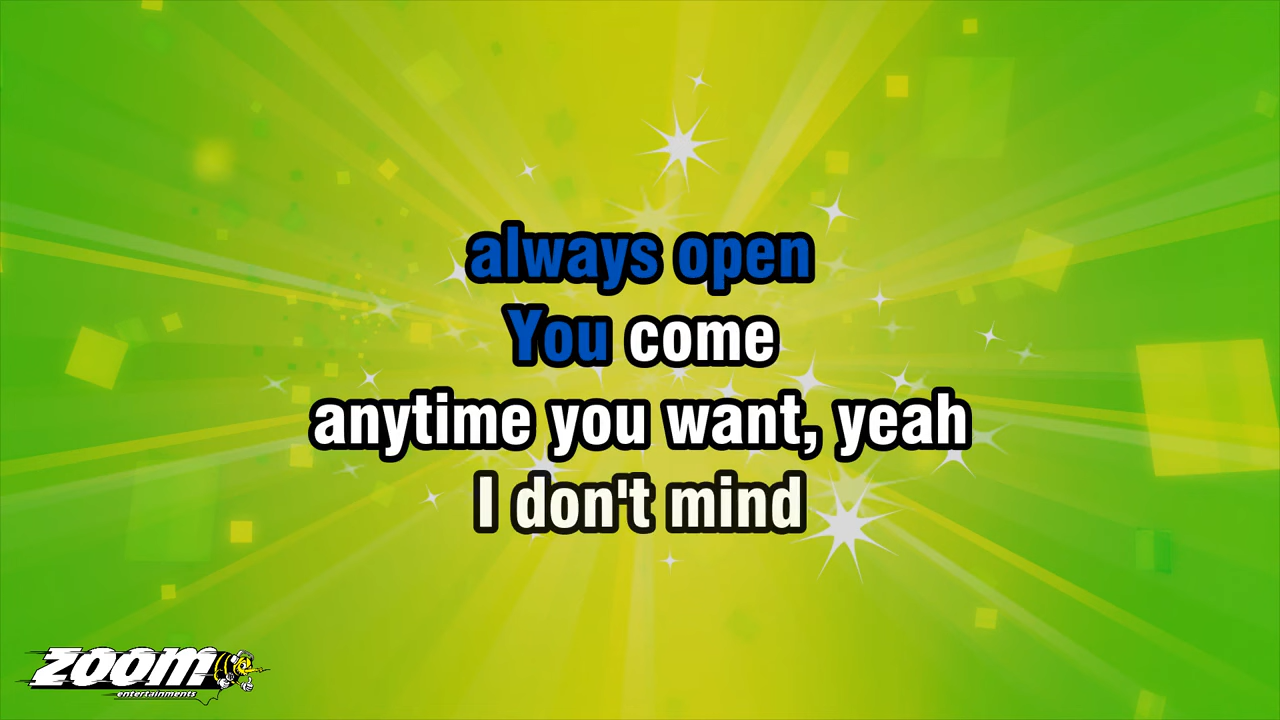 always open
You come
anytime you want, yeah
I don't mind
zoom
entertainments